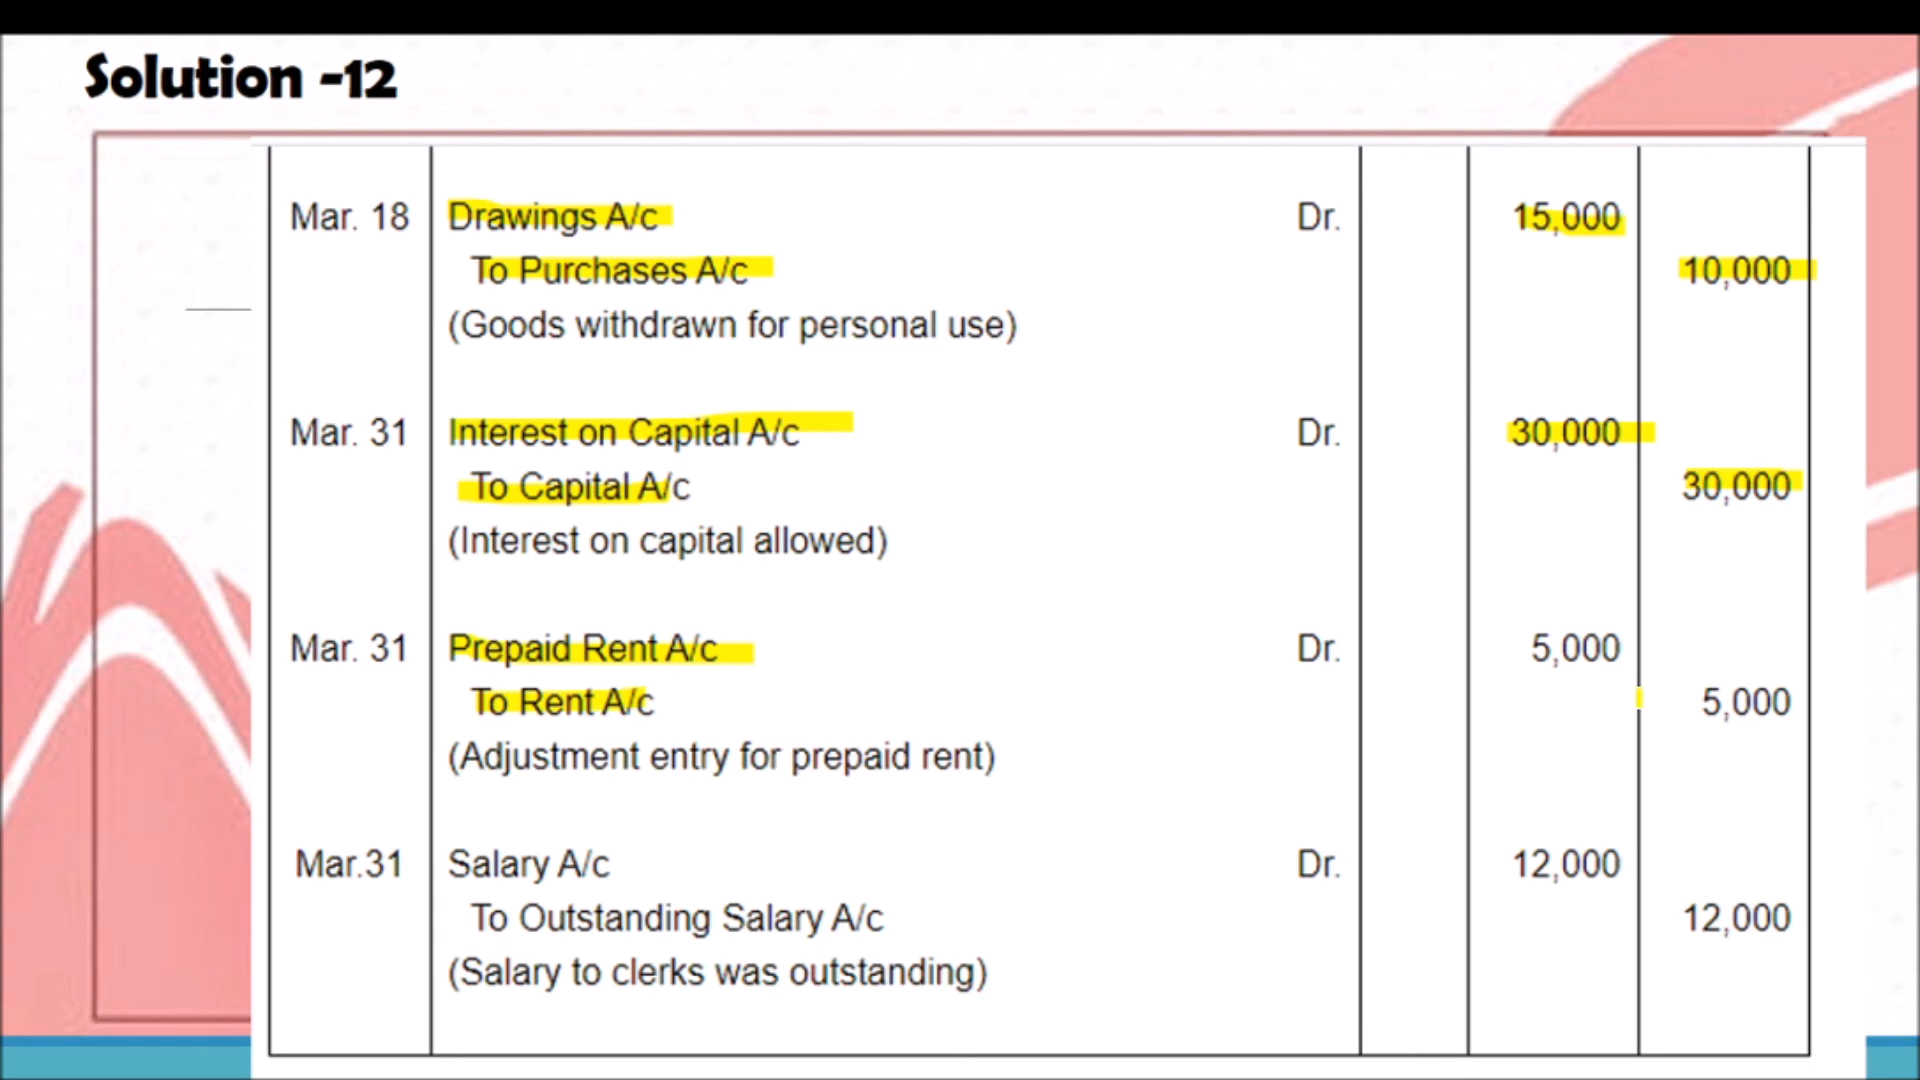 Solution -12
Mar. 18 Drawings A/c Dr. 15,000
To Purchases A/c 10,000
(Goods withdrawn for personal use)
Mar. 31 Interest on Capital A/c Dr. 30,000
To Capital A/c 30,000
(Interest on capital allowed)
Mar. 31 Prepaid Rent A/c Dr. 5,000
To Rent A/c 5,000
(Adjustment entry for prepaid rent)
Mar.31 Salary A/c Dr. 12,000
To Outstanding Salary A/c 12,000
(Salary to clerks was outstanding)